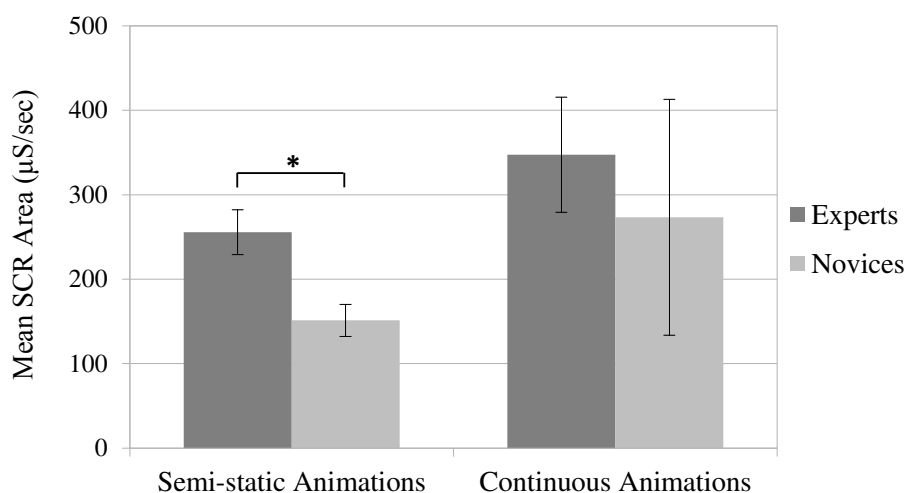 500
400
300
200
100
0
Mean SCR Area (µS/sec)
*
Experts
Novices
Semi-static Animations
Continuous Animations